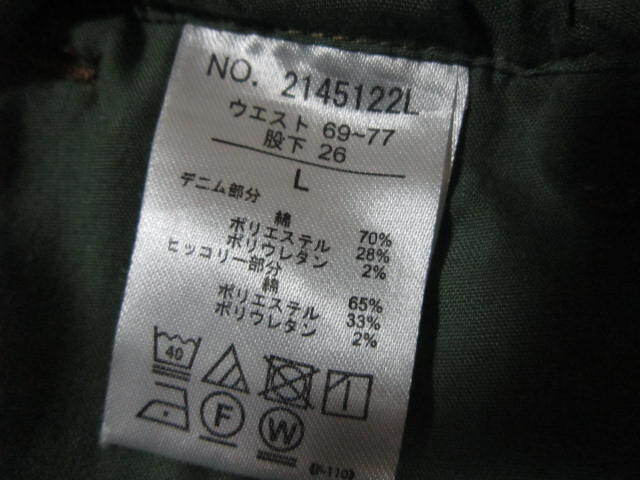 NO. 2145122L
ウエスト 69~77
股下 26
L
デニム部分
綿 70%
ポリエステル 28%
ポリウレタン 2%
ヒッコリー部分
綿 65%
ポリエステル 33%
ポリウレタン 2%
40
F W